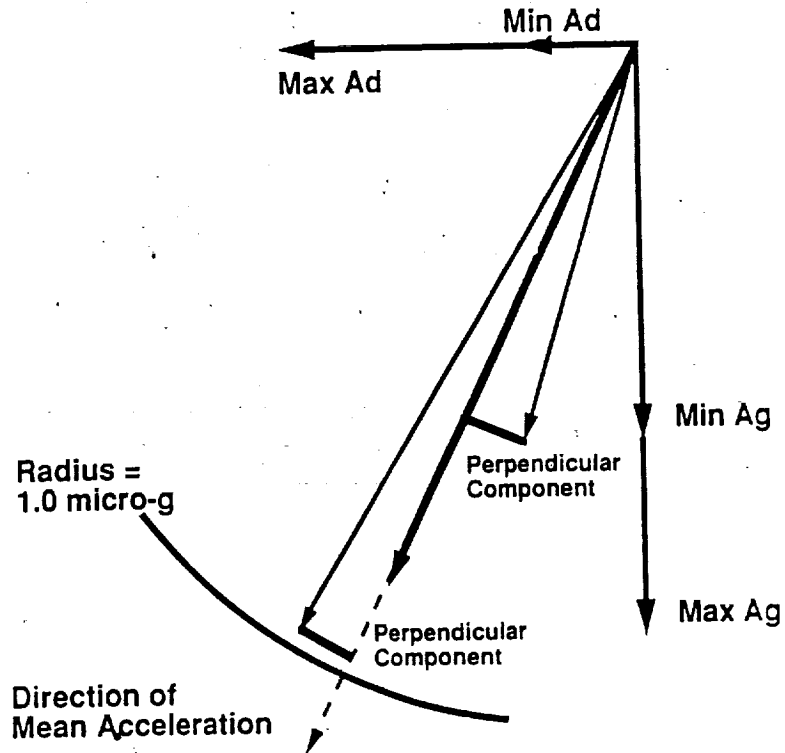 Min Ad
Max Ad
Min Ag
Perpendicular
Component
Radius =
1.0 micro-g
Max Ag
Perpendicular
Component
Direction of
Mean Acceleration